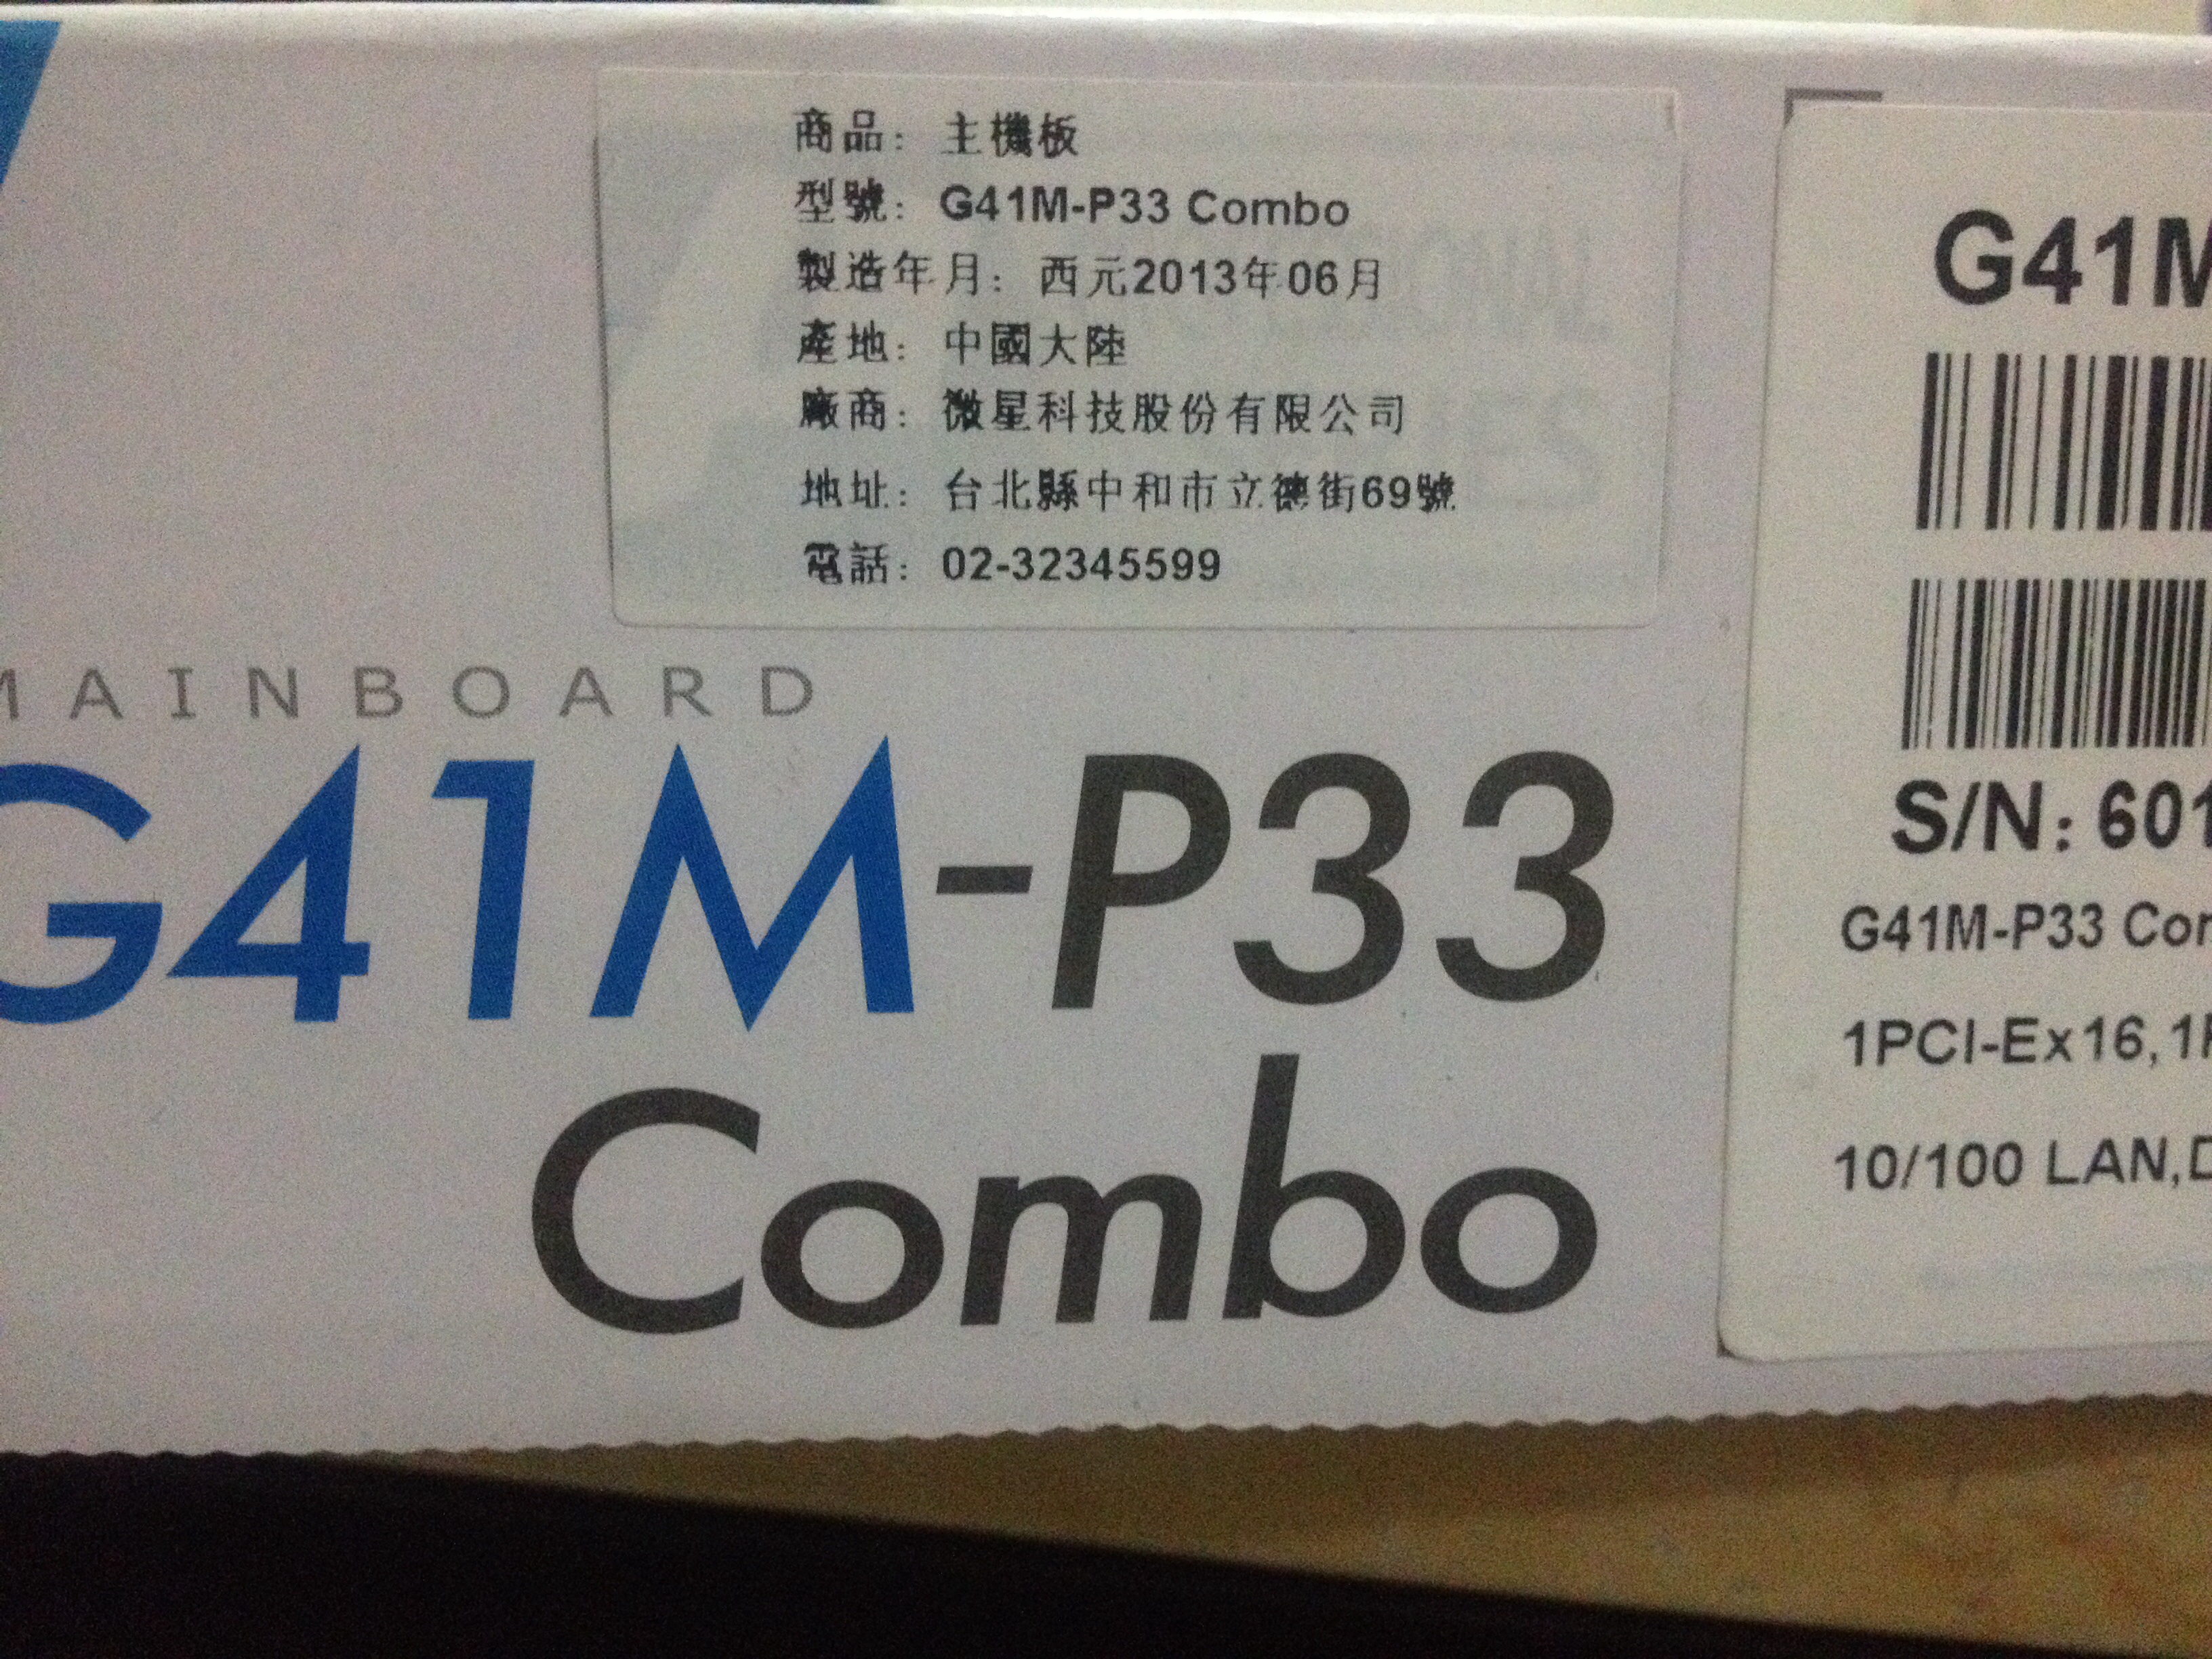 商品: 主機板
型號: G41M-P33 Combo
製造年月: 西元2013年06月
產地: 中國大陸
廠商: 微星科技股份有限公司
地址: 台北縣中和市立德街69號
電話: 02-32345599
MAINBOARD
G41M-P33
Combo
G41M
S/N: 601
G41M-P33 Com
1PCI-Ex16,1
10/100 LAN,